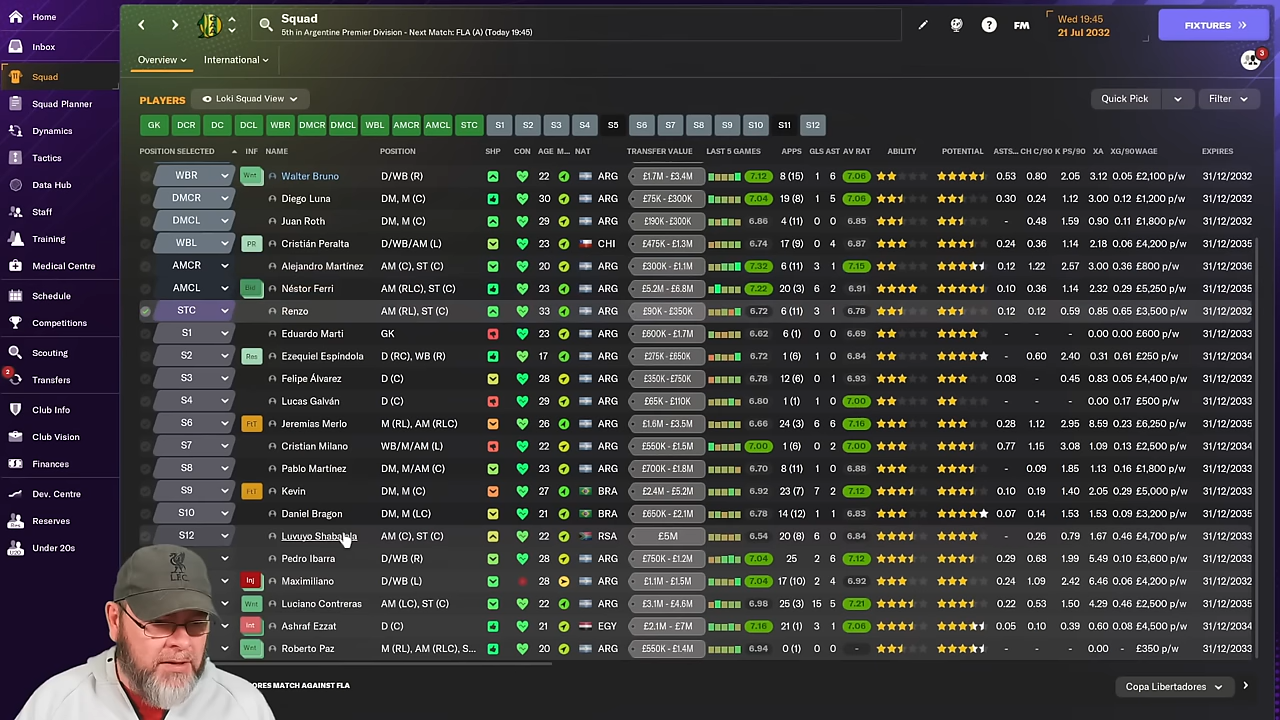 Home
Inbox
Squad
Squad Planner
Dynamics
Tactics
Data Hub
Staff
Training
Medical Centre
Schedule
Competitions
Scouting
2
Transfers
Club Info
Club Vision
Finances
Dev. Centre
Reserves
Under 20s
Squad
5th in Argentine Premier Division - Next Match: FLA (A) (Today 19:45)
FM
Wed 19:45
21 Jul 2032
FIXTURES
Overview
International
3
PLAYERS
Loki Squad View
Quick Pick
Filter
GK DCR DC DCL WBR DMCR DMCL WBL AMCR AMCL STC S1 S2 S3 S4 S5 S6 S7 S8 S9 S10 S11 S12
POSITION SELECTED INF NAME POSITION SHP CON AGE M... NAT TRANSFER VALUE LAST 5 GAMES APPS GLS AST AV RAT ABILITY POTENTIAL ASTS... CH C/90 K PS/90 XA XG/90 WAGE EXPIRES
WBR Wnt Walter Bruno D/WB (R) 22 ARG £1.7M - £3.4M 7.12 8 (15) 1 6 7.06 0.53 0.80 2.05 3.12 0.05 £2,100 p/w 31/12/2032
DMCR Diego Luna DM, M (C) 30 ARG £75K - £300K 7.04 19 (8) 1 5 7.06 0.30 0.24 1.12 3.00 0.12 £1,200 p/w 31/12/2032
DMCL Juan Roth DM, M (C) 29 ARG £190K - £300K 6.86 4 (11) 0 0 6.85 - 0.48 1.59 0.90 0.11 £1,800 p/w 31/12/2032
WBL PR Cristián Peralta D/WB/AM (L) 23 CHI £475K - £1.3M 6.74 17 (9) 0 4 6.87 0.24 0.36 1.14 2.18 0.06 £4,200 p/w 31/12/2035
AMCR Alejandro Martínez AM (C), ST (C) 20 ARG £300K - £1.1M 7.32 6 (11) 3 1 7.15 0.12 1.22 2.57 3.00 0.36 £800 p/w 31/12/2036
AMCL Bid Néstor Ferri AM (RLC), ST (C) 23 ARG £5.2M - £6.8M 7.22 20 (3) 6 2 6.91 0.10 0.36 1.14 2.32 0.29 £5,250 p/w 31/12/2035
STC Renzo AM (RL), ST (C) 33 ARG £90K - £350K 6.72 6 (11) 3 1 6.78 0.12 0.12 0.59 0.85 0.65 £3,200 p/w 31/12/2032
S1 Eduardo Marti GK 23 ARG £600K - £1.7M 6.62 6 (1) 0 0 6.69 - - - 0.00 0.00 £600 p/w 31/12/2033
S2 Res Ezequiel Espíndola D (RC), WB (R) 17 ARG £275K - £650K 6.72 1 (6) 1 0 6.84 - 0.60 2.40 0.31 0.61 £250 p/w 31/12/2034
S3 Felipe Álvarez D (C) 28 ARG £350K - £750K 6.78 12 (6) 0 1 6.93 0.08 - 0.45 0.83 0.05 £4,400 p/w 31/12/2032
S4 Lucas Galván D (C) 29 ARG £65K - £110K 6.80 1 (1) 0 0 7.00 - - - 0.00 0.17 £500 p/w 31/12/2032
S6 FtT Jeremías Merlo M (RL), AM (RLC) 26 ARG £1.6M - £3.5M 6.66 24 (3) 6 6 7.16 0.28 1.12 2.95 8.59 0.23 £6,250 p/w 31/12/2033
S7 Cristian Milano WB/M/AM (L) 22 ARG £550K - £1.5M 7.00 1 (6) 0 2 7.00 0.77 1.15 3.08 1.09 0.13 £2,500 p/w 31/12/2034
S8 Pablo Martínez DM, M/AM (C) 23 ARG £700K - £1.8M 6.70 8 (11) 1 0 6.88 - 0.09 1.85 1.13 0.16 £1,800 p/w 31/12/2033
S9 FtT Kevin DM, M (C) 27 BRA £2.4M - £5.2M 6.92 23 (7) 7 2 7.12 0.10 0.19 1.40 2.05 0.29 £5,000 p/w 31/12/2033
S10 Daniel Bragon DM, M (LC) 21 BRA £650K - £2.1M 6.78 14 (12) 1 1 6.83 0.07 0.14 1.53 1.53 0.09 £3,700 p/w 31/12/2034
S12 Luvuyo Shabalala AM (C), ST (C) 22 RSA £5M 6.54 20 (8) 6 0 6.84 - 0.26 0.79 1.67 0.46 £4,700 p/w 31/12/2034
Pedro Ibarra D/WB (R) 28 ARG £750K - £1.2M 7.04 25 2 6 7.12 0.24 0.28 1.99 5.49 0.10 £3,600 p/w 31/12/2034
Inj Maximiliano D/WB (L) 28 ARG £1.1M - £1.5M 7.04 17 (10) 2 4 6.92 0.24 1.09 2.42 6.46 0.06 £4,200 p/w 31/12/2033
Wnt Luciano Contreras AM (LC), ST (C) 22 ARG £3.1M - £4.6M 6.98 25 (3) 15 5 7.21 0.22 0.53 1.50 4.29 0.46 £2,500 p/w 31/12/2035
Int Ashraf Ezzat D (C) 21 EGY £2.1M - £7M 7.16 21 (1) 3 1 7.06 0.05 0.10 0.39 0.60 0.08 £4,500 p/w 31/12/2034
Wnt Roberto Paz M (RL), AM (RLC), S... 20 ARG £550K - £1.4M 6.94 0 (1) 0 0 - - - - 0.00 - £350 p/w 31/12/2033
ORES MATCH AGAINST FLA
Copa Libertadores
L.F.C.